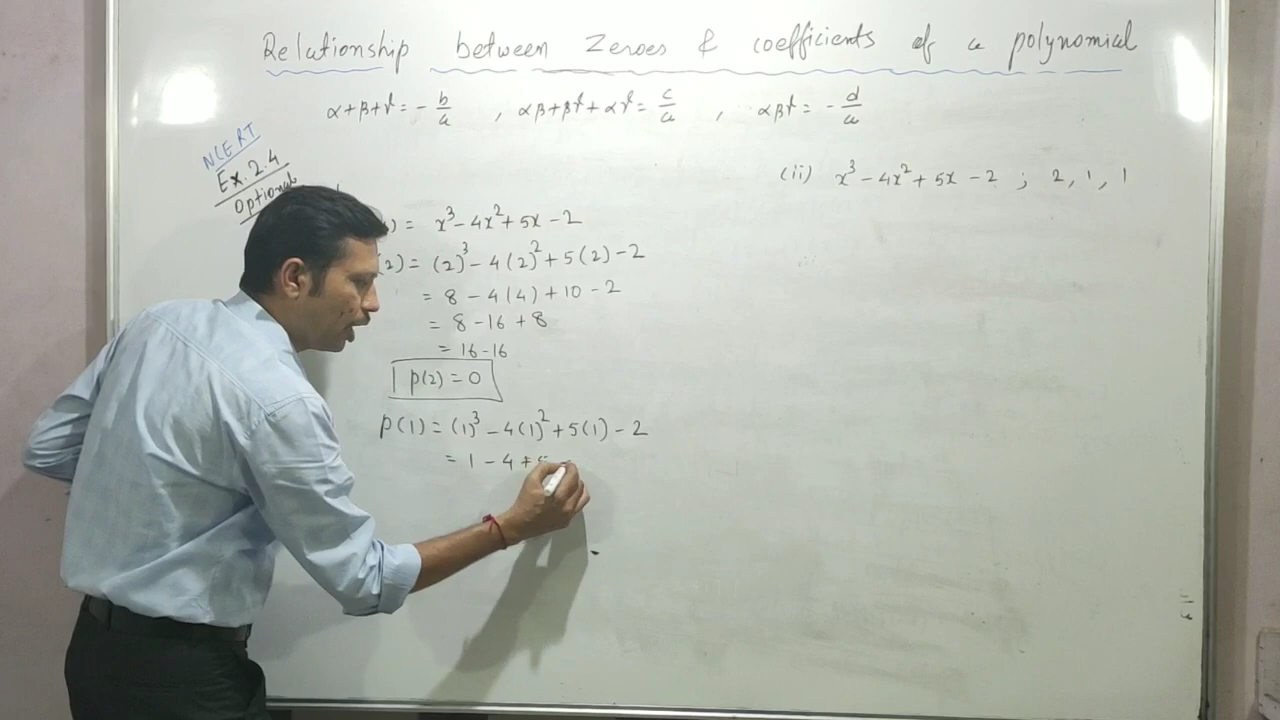 Relationship between Zeroes & coefficients of a polynomial
α+β+γ = -b/a , αβ+βγ+αγ = c/a , αβγ = -d/a
NCERT
Ex. 2.4
Optional
(ii) x³ - 4x² + 5x - 2 ; 2, 1, 1
) = x³ - 4x² + 5x - 2
(2) = (2)³ - 4(2)² + 5(2) - 2
= 8 - 4(4) + 10 - 2
= 8 - 16 + 8
= 16 - 16
p(2) = 0
p(1) = (1)³ - 4(1)² + 5(1) - 2
= 1 - 4 +